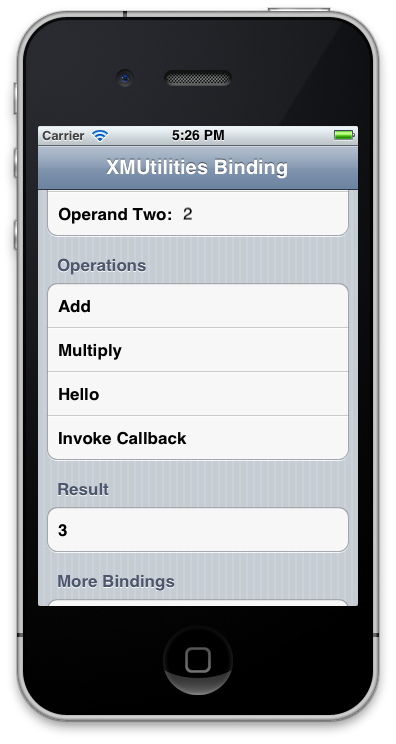 Carrier 5:26 PM
XMUtilities Binding
Operand Two: 2
Operations
Add
Multiply
Hello
Invoke Callback
Result
3
More Bindings